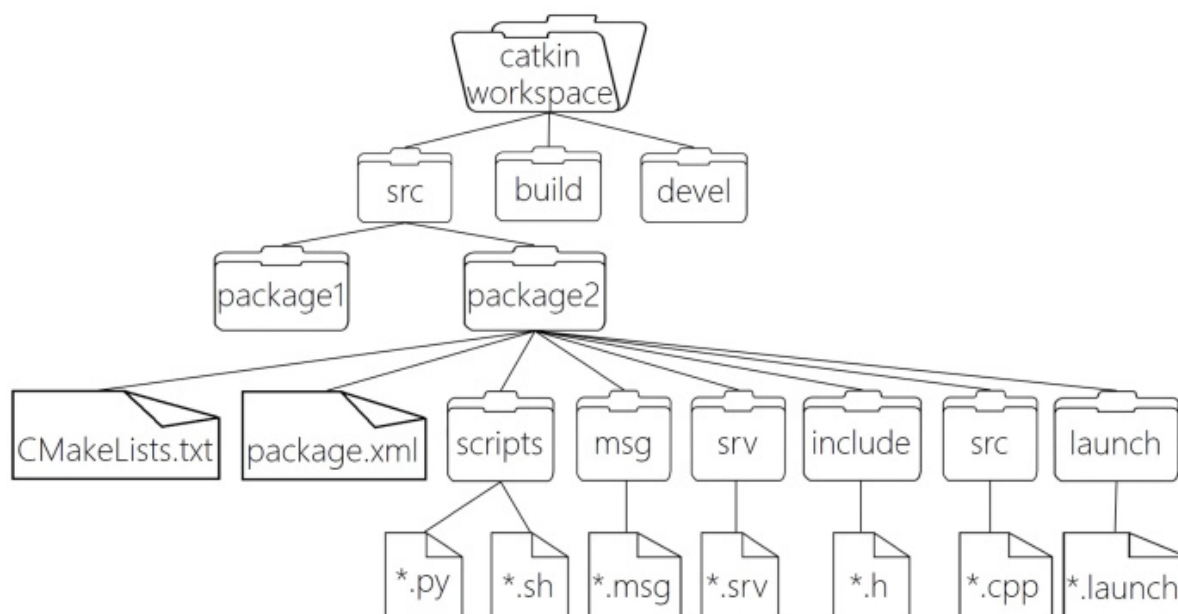 catkin
workspace
src
build
devel
package1
package2
CMakeLists.txt
package.xml
scripts
msg
srv
include
src
launch
*.py
*.sh
*.msg
*.srv
*.h
*.cpp
*.launch